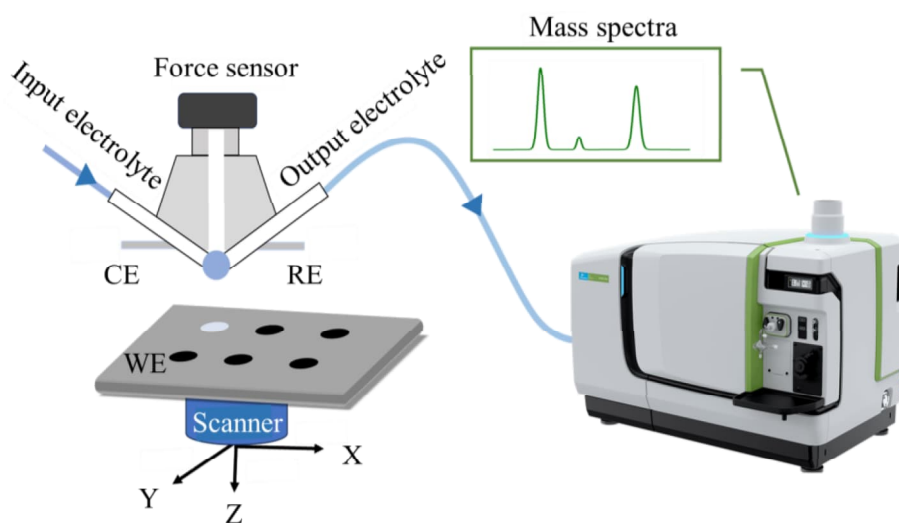 Mass spectra
Force sensor
Input electrolyte
Output electrolyte
CE
RE
WE
Scanner
X
Y
Z